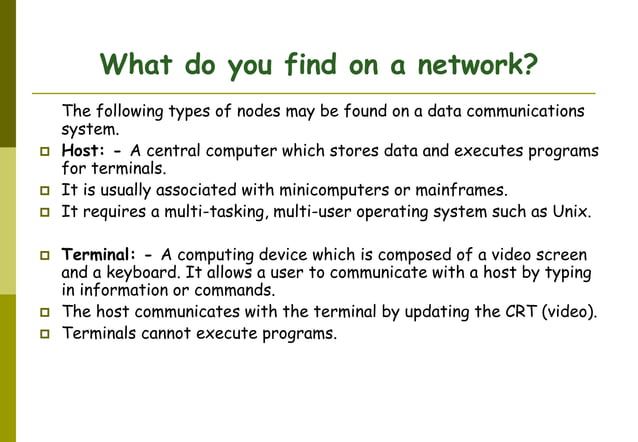 What do you find on a network?
The following types of nodes may be found on a data communications
system.
Host: - A central computer which stores data and executes programs
for terminals.
It is usually associated with minicomputers or mainframes.
It requires a multi-tasking, multi-user operating system such as Unix.
Terminal: - A computing device which is composed of a video screen
and a keyboard. It allows a user to communicate with a host by typing
in information or commands.
The host communicates with the terminal by updating the CRT (video).
Terminals cannot execute programs.